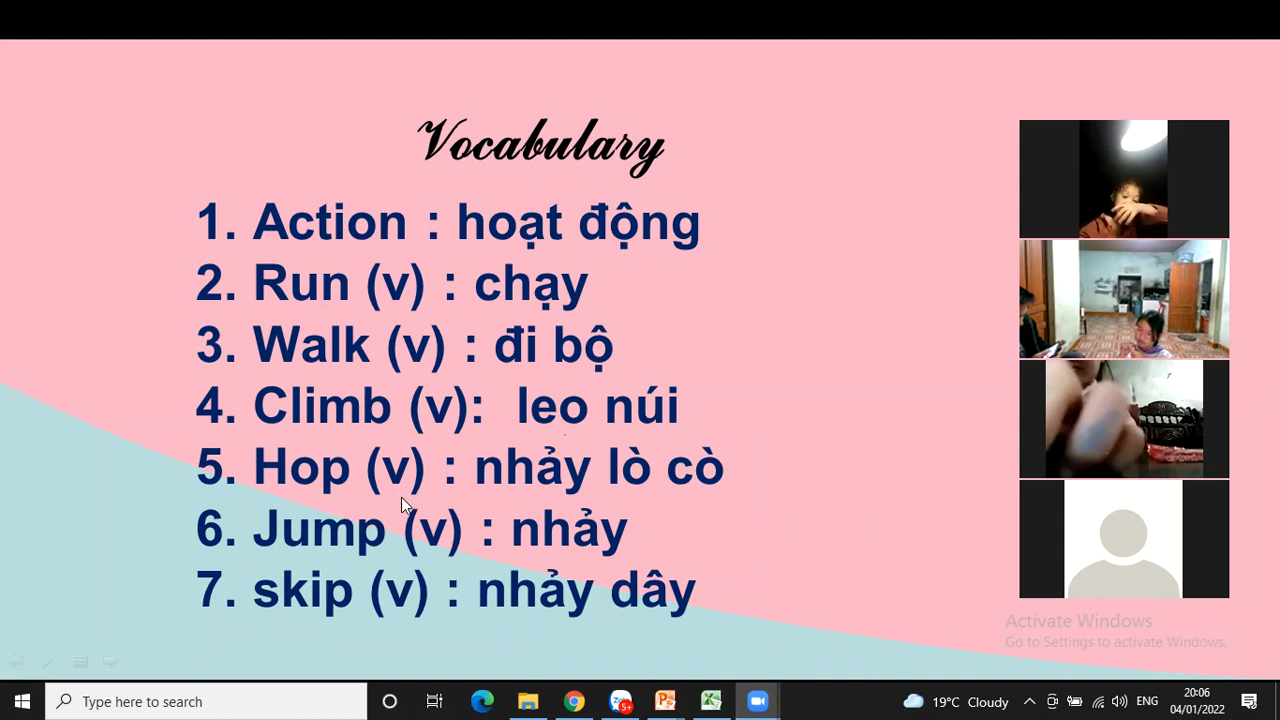 Vocabulary
1. Action : hoạt động
2. Run (v) : chạy
3. Walk (v) : đi bộ
4. Climb (v): leo núi
5. Hop (v) : nhảy lò cò
6. Jump (v) : nhảy
7. skip (v) : nhảy dây
Activate Windows
Go to Settings to activate Windows.
Type here to search
5+
19°C Cloudy
ENG
20:06
04/01/2022